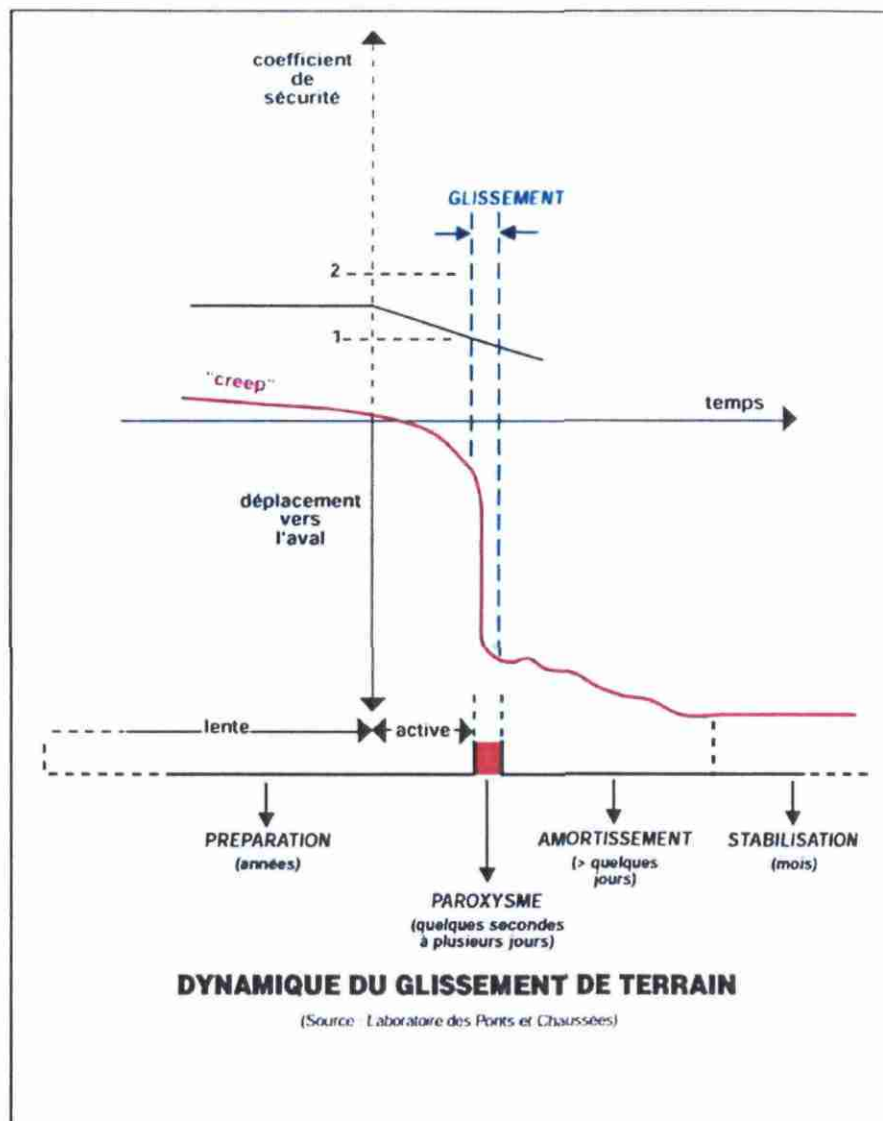 coefficient
de
sécurité
GLISSEMENT
2
1
"creep"
temps
déplacement
vers
l'aval
lente
active
PREPARATION
(années)
AMORTISSEMENT
(> quelques
jours)
STABILISATION
(mois)
PAROXYSME
(quelques secondes
à plusieurs jours)
DYNAMIQUE DU GLISSEMENT DE TERRAIN
(Source : Laboratoire des Ponts et Chaussées)